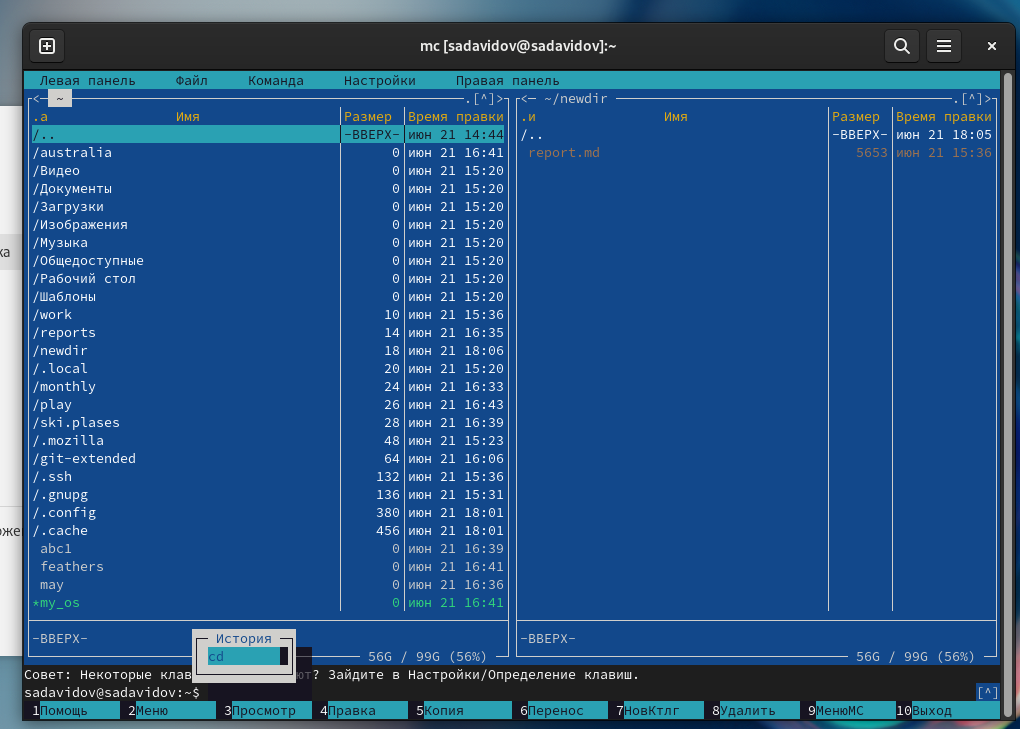 mc [sadavidov@sadavidov]:~
Левая панель Файл Команда Настройки Правая панель
<─ ~ .[^]> <─ ~/newdir .[^]>
.а Имя Размер Время правки .и Имя Размер Время правки
/.. -ВВЕРХ- июн 21 14:44 /.. -ВВЕРХ- июн 21 18:05
/australia 0 июн 21 16:41 report.md 5653 июн 21 15:36
/Видео 0 июн 21 15:20
/Документы 0 июн 21 15:20
/Загрузки 0 июн 21 15:20
/Изображения 0 июн 21 15:20
/Музыка 0 июн 21 15:20
/Общедоступные 0 июн 21 15:20
/Рабочий стол 0 июн 21 15:20
/Шаблоны 0 июн 21 15:20
/work 10 июн 21 15:36
/reports 14 июн 21 16:35
/newdir 18 июн 21 18:06
/.local 20 июн 21 15:20
/monthly 24 июн 21 16:33
/play 26 июн 21 16:43
/ski.plases 28 июн 21 16:39
/.mozilla 48 июн 21 15:23
/git-extended 64 июн 21 16:06
/.ssh 132 июн 21 15:36
/.gnupg 136 июн 21 15:31
/.config 380 июн 21 18:01
/.cache 456 июн 21 18:01
abc1 0 июн 21 16:39
feathers 0 июн 21 16:41
may 0 июн 21 16:36
*my_os 0 июн 21 16:41
-ВВЕРХ- История -ВВЕРХ-
cd 56G / 99G (56%) 56G / 99G (56%)
Совет: Некоторые клав ют? Зайдите в Настройки/Определение клавиш.
sadavidov@sadavidov:~$ [^]
1Помощь 2Меню 3Просмотр 4Правка 5Копия 6Перенос 7НовКтлг 8Удалить 9МенюМС 10Выход